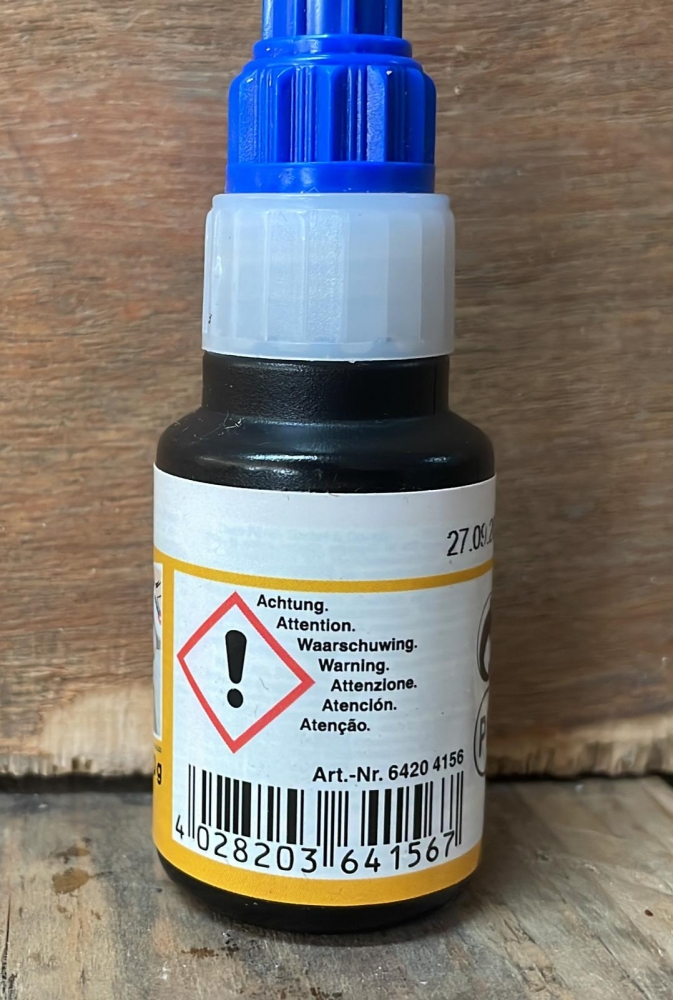 27.09.2
Achtung.
Attention.
Waarschuwing.
Warning.
Attenzione.
Atención.
Atenção.
Art.-Nr. 6420 4156
4 028203 641567
g
P